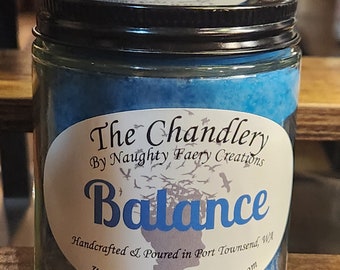 The Chandlery
By Naughty Faery Creations
Balance
Handcrafted & Poured in Port Townsend, WA